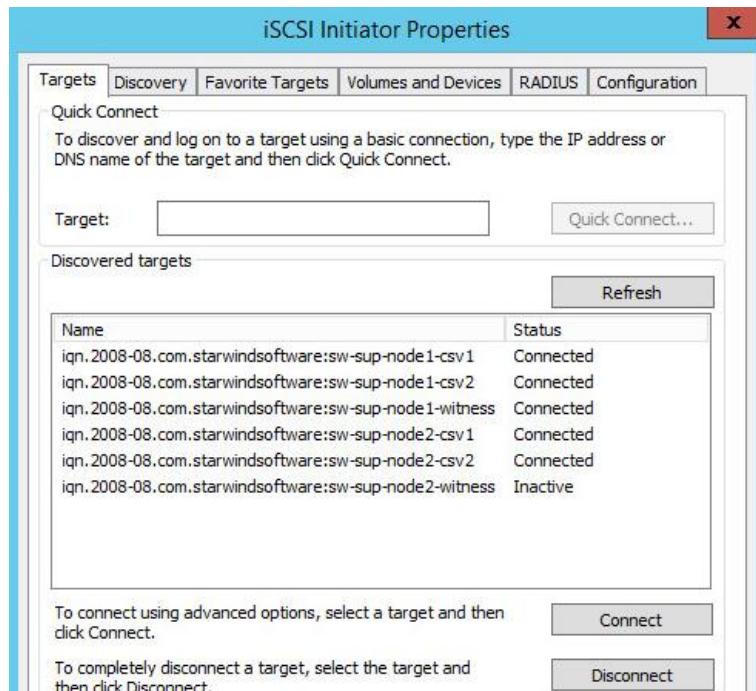 iSCSI Initiator Properties
x
Targets Discovery Favorite Targets Volumes and Devices RADIUS Configuration
Quick Connect
To discover and log on to a target using a basic connection, type the IP address or
DNS name of the target and then click Quick Connect.
Target: Quick Connect...
Discovered targets
Refresh
Name Status
iqn.2008-08.com.starwindsoftware:sw-sup-node1-csv1 Connected
iqn.2008-08.com.starwindsoftware:sw-sup-node1-csv2 Connected
iqn.2008-08.com.starwindsoftware:sw-sup-node1-witness Connected
iqn.2008-08.com.starwindsoftware:sw-sup-node2-csv1 Connected
iqn.2008-08.com.starwindsoftware:sw-sup-node2-csv2 Connected
iqn.2008-08.com.starwindsoftware:sw-sup-node2-witness Inactive
To connect using advanced options, select a target and then
click Connect.
Connect
To completely disconnect a target, select the target and
then click Disconnect.
Disconnect